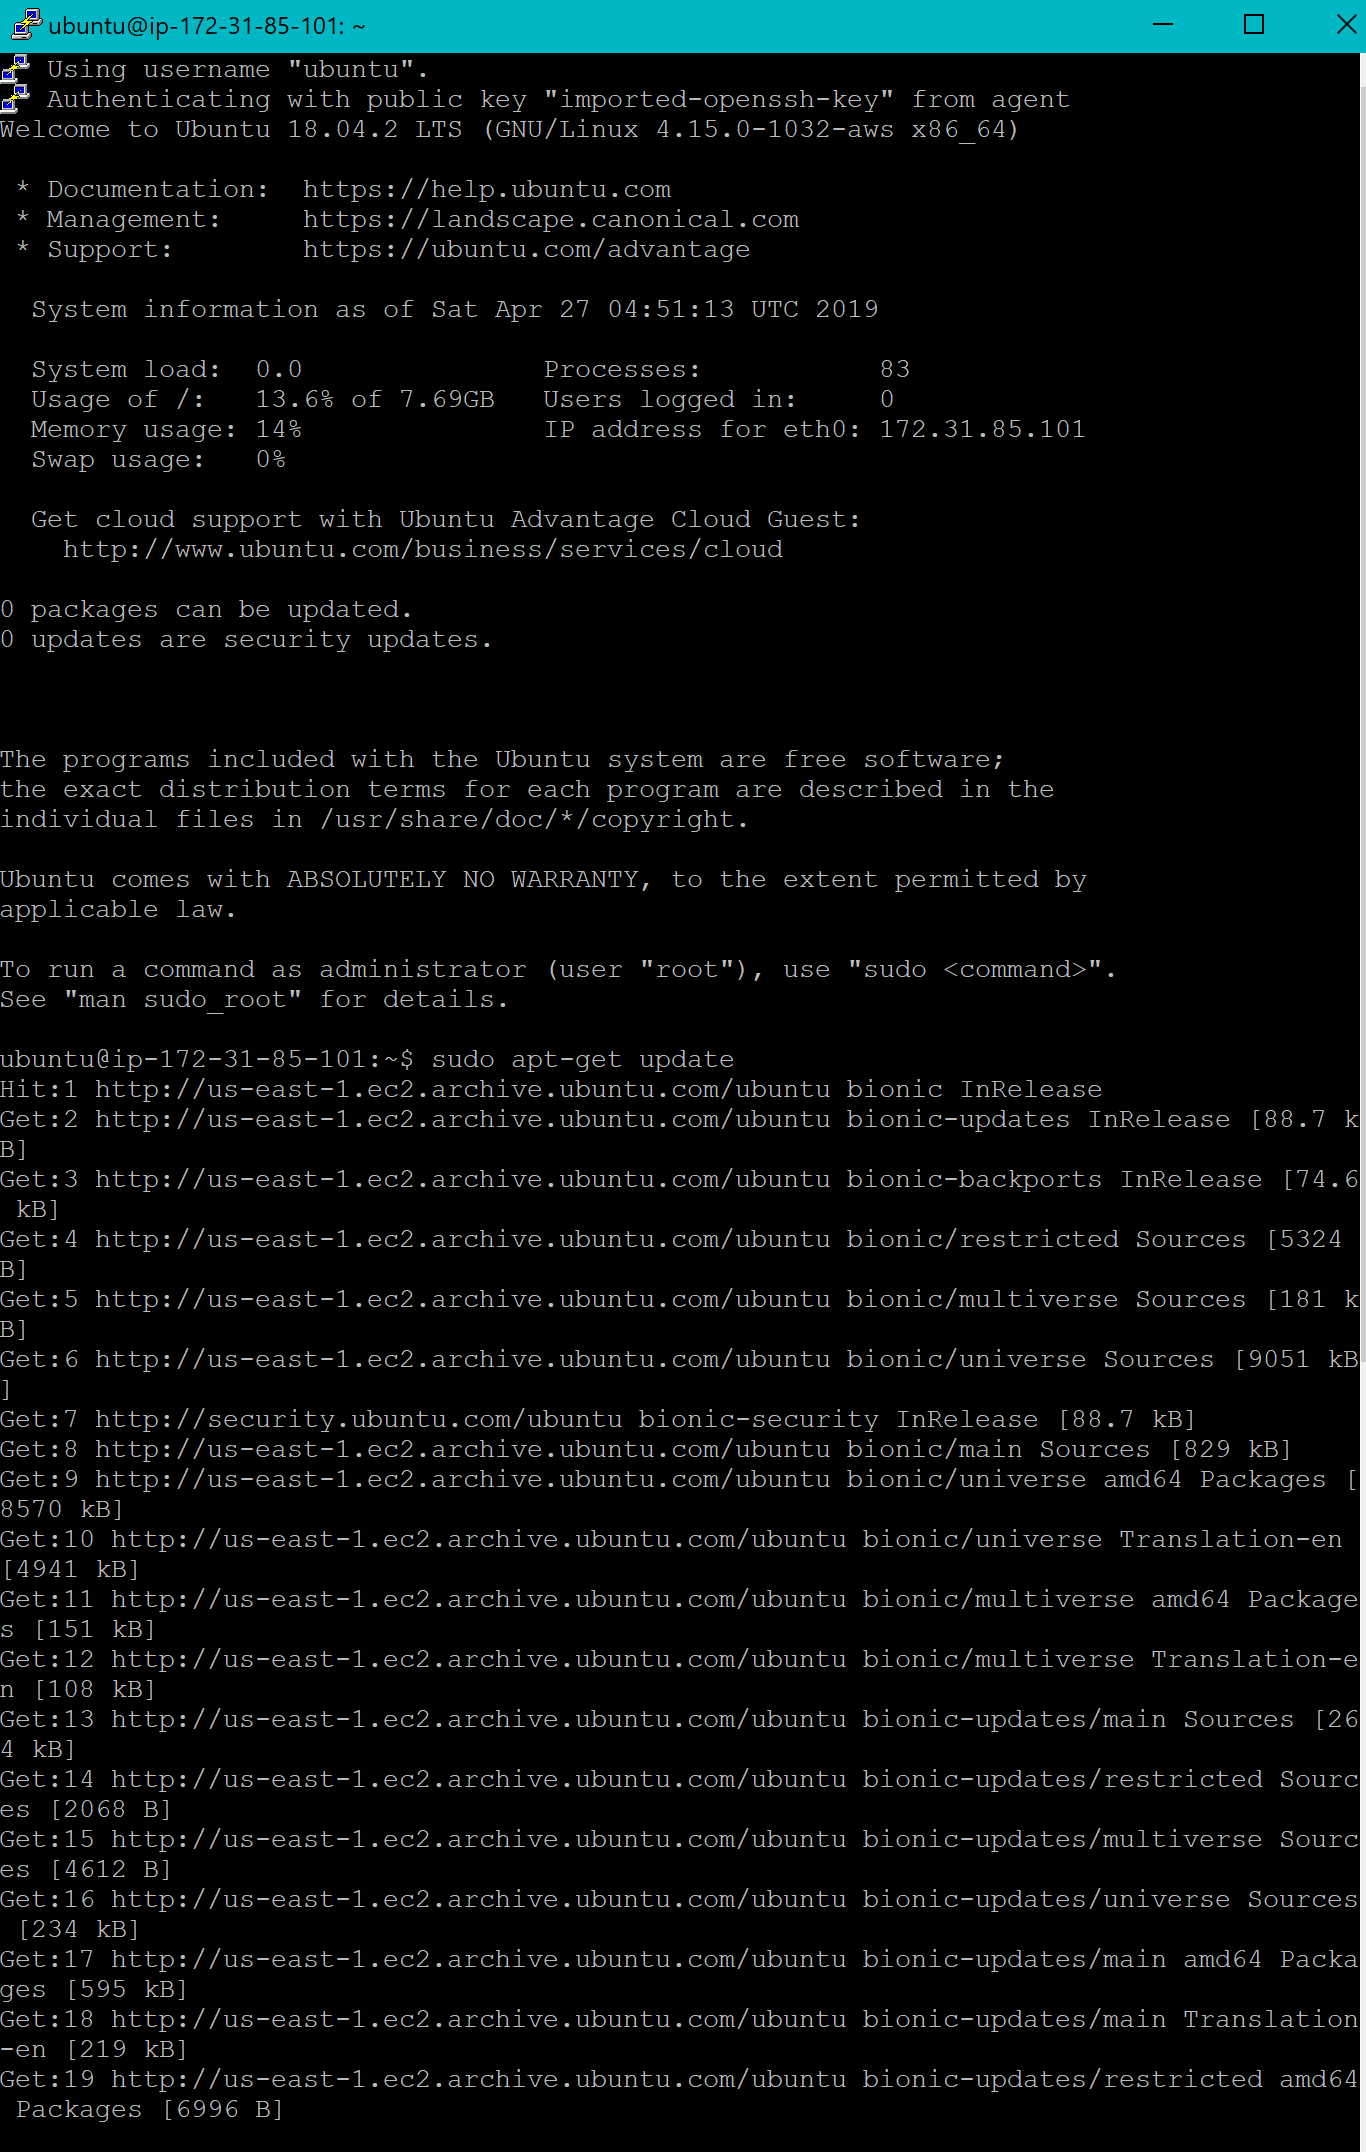 ubuntu@ip-172-31-85-101: ~
Using username "ubuntu".
Authenticating with public key "imported-openssh-key" from agent
Welcome to Ubuntu 18.04.2 LTS (GNU/Linux 4.15.0-1032-aws x86_64)
* Documentation:  https://help.ubuntu.com
* Management:     https://landscape.canonical.com
* Support:        https://ubuntu.com/advantage
System information as of Sat Apr 27 04:51:13 UTC 2019
System load:  0.0               Processes:           83
Usage of /:   13.6% of 7.69GB   Users logged in:     0
Memory usage: 14%               IP address for eth0: 172.31.85.101
Swap usage:   0%
Get cloud support with Ubuntu Advantage Cloud Guest:
http://www.ubuntu.com/business/services/cloud
0 packages can be updated.
0 updates are security updates.
The programs included with the Ubuntu system are free software;
the exact distribution terms for each program are described in the
individual files in /usr/share/doc/*/copyright.
Ubuntu comes with ABSOLUTELY NO WARRANTY, to the extent permitted by
applicable law.
To run a command as administrator (user "root"), use "sudo <command>".
See "man sudo_root" for details.
ubuntu@ip-172-31-85-101:~$ sudo apt-get update
Hit:1 http://us-east-1.ec2.archive.ubuntu.com/ubuntu bionic InRelease
Get:2 http://us-east-1.ec2.archive.ubuntu.com/ubuntu bionic-updates InRelease [88.7 k
B]
Get:3 http://us-east-1.ec2.archive.ubuntu.com/ubuntu bionic-backports InRelease [74.6
kB]
Get:4 http://us-east-1.ec2.archive.ubuntu.com/ubuntu bionic/restricted Sources [5324
B]
Get:5 http://us-east-1.ec2.archive.ubuntu.com/ubuntu bionic/multiverse Sources [181 k
B]
Get:6 http://us-east-1.ec2.archive.ubuntu.com/ubuntu bionic/universe Sources [9051 kB
]
Get:7 http://security.ubuntu.com/ubuntu bionic-security InRelease [88.7 kB]
Get:8 http://us-east-1.ec2.archive.ubuntu.com/ubuntu bionic/main Sources [829 kB]
Get:9 http://us-east-1.ec2.archive.ubuntu.com/ubuntu bionic/universe amd64 Packages [
8570 kB]
Get:10 http://us-east-1.ec2.archive.ubuntu.com/ubuntu bionic/universe Translation-en
[4941 kB]
Get:11 http://us-east-1.ec2.archive.ubuntu.com/ubuntu bionic/multiverse amd64 Package
s [151 kB]
Get:12 http://us-east-1.ec2.archive.ubuntu.com/ubuntu bionic/multiverse Translation-e
n [108 kB]
Get:13 http://us-east-1.ec2.archive.ubuntu.com/ubuntu bionic-updates/main Sources [26
4 kB]
Get:14 http://us-east-1.ec2.archive.ubuntu.com/ubuntu bionic-updates/restricted Sourc
es [2068 B]
Get:15 http://us-east-1.ec2.archive.ubuntu.com/ubuntu bionic-updates/multiverse Sourc
es [4612 B]
Get:16 http://us-east-1.ec2.archive.ubuntu.com/ubuntu bionic-updates/universe Sources
[234 kB]
Get:17 http://us-east-1.ec2.archive.ubuntu.com/ubuntu bionic-updates/main amd64 Packa
ges [595 kB]
Get:18 http://us-east-1.ec2.archive.ubuntu.com/ubuntu bionic-updates/main Translation
-en [219 kB]
Get:19 http://us-east-1.ec2.archive.ubuntu.com/ubuntu bionic-updates/restricted amd64
Packages [6996 B]